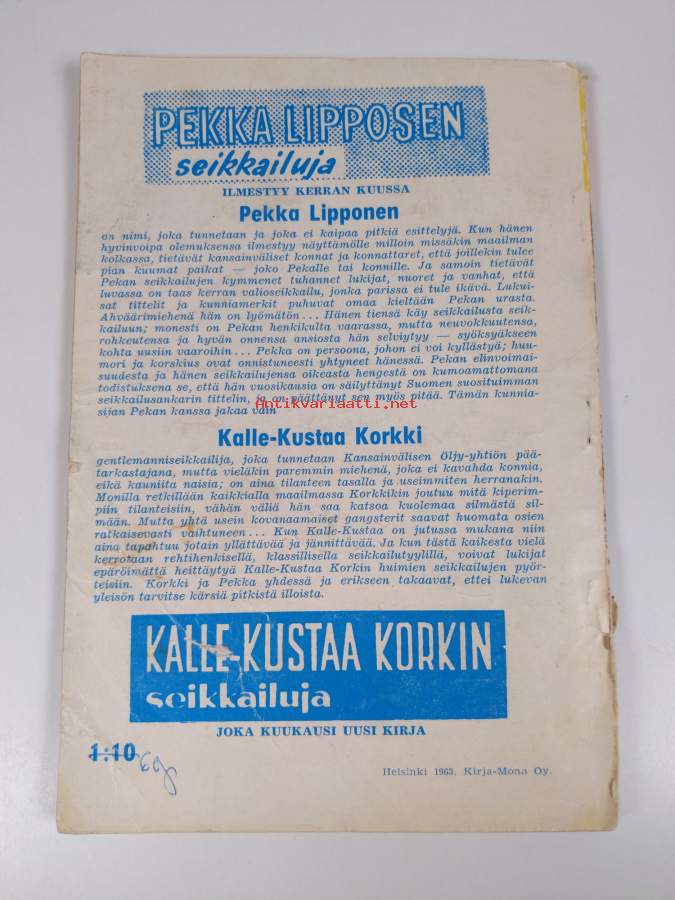 PEKKA LIPPOSEN
seikkailuja
ILMESTYY KERRAN KUUSSA
Pekka Lipponen
on nimi, joka tunnetaan ja joka ei kaipaa pitkiä esittelyjä. Kun hänen
hyvinvoipa olemuksensa ilmestyy näyttämölle milloin missäkin maailman
kolkassa, tietävät kansainväliset konnat ja konnattaret, että joillekin tulee
pian kuumat paikat — joko Pekalle tai konnille. Ja samoin tietävät
Pekan seikkailujen kymmenet tuhannet lukijat, nuoret ja vanhat, että
luvassa on taas kerran valioseikkailu, jonka parissa ei tule ikävä. Lukui-
sat tittelit ja kunniamerkit puhuvat omaa kieltään Pekan urasta.
Ahväärimiehenä hän on lyömätön... Hänen tiensä käy seikkailusta seik-
kailuun; monesti on Pekan henkikulta vaarassa, mutta neuvokkuutensa,
rohkeutensa ja hyvän onnensa ansiosta hän selviytyy — syöksyäkseen
kohta uusiin vaaroihin... Pekka on persoona, johon ei voi kyllästyä; huu-
mori ja korskius ovat onnistuneesti yhtyneet hänessä. Pekan elinvoimai-
suudesta ja hänen seikkailujensa oikeasta hengestä on kumoamattomana
todistuksena se, että hän vuosikausia on säilyttänyt Suomen suosituimman
seikkailusankarin tittelin, ja on päättänyt sen myös pitää. Tämän kunnia-
sijan Pekan kanssa jakaa vain
Antikvariaatti.net
Kalle-Kustaa Korkki
gentlemanniseikkailija, joka tunnetaan Kansainvälisen Öljy-yhtiön pää-
tarkastajana, mutta vieläkin paremmin miehenä, joka ei kavahda konnia,
eikä kauniita naisia; on aina tilanteen tasalla ja useimmiten herranakin.
Monilla retkillään kaikkialla maailmassa Korkkikin joutuu mitä kiperim-
piin tilanteisiin, vähän väliä hän saa katsoa kuolemaa silmästä sil-
mään. Mutta yhtä usein kovanaamaiset gangsterit saavat huomata osien
ratkaisevasti vaihtuneen... Kun Kalle-Kustaa on jutussa mukana niin
aina tapahtuu jotain yllättävää ja jännittävää. Ja kun tästä kaikesta vielä
kerrotaan rehtihenkisellä, klassillisella seikkailutyylillä, voivat lukijat
epäröimättä heittäytyä Kalle-Kustaa Korkin huimien seikkailujen pyör-
teisiin. Korkki ja Pekka yhdessä ja erikseen takaavat, ettei lukevan
yleisön tarvitse kärsiä pitkistä illoista.
KALLE-KUSTAA KORKIN
seikkailuja
JOKA KUUKAUSI UUSI KIRJA
1:10
Helsinki 1963. Kirja-Mono Oy.